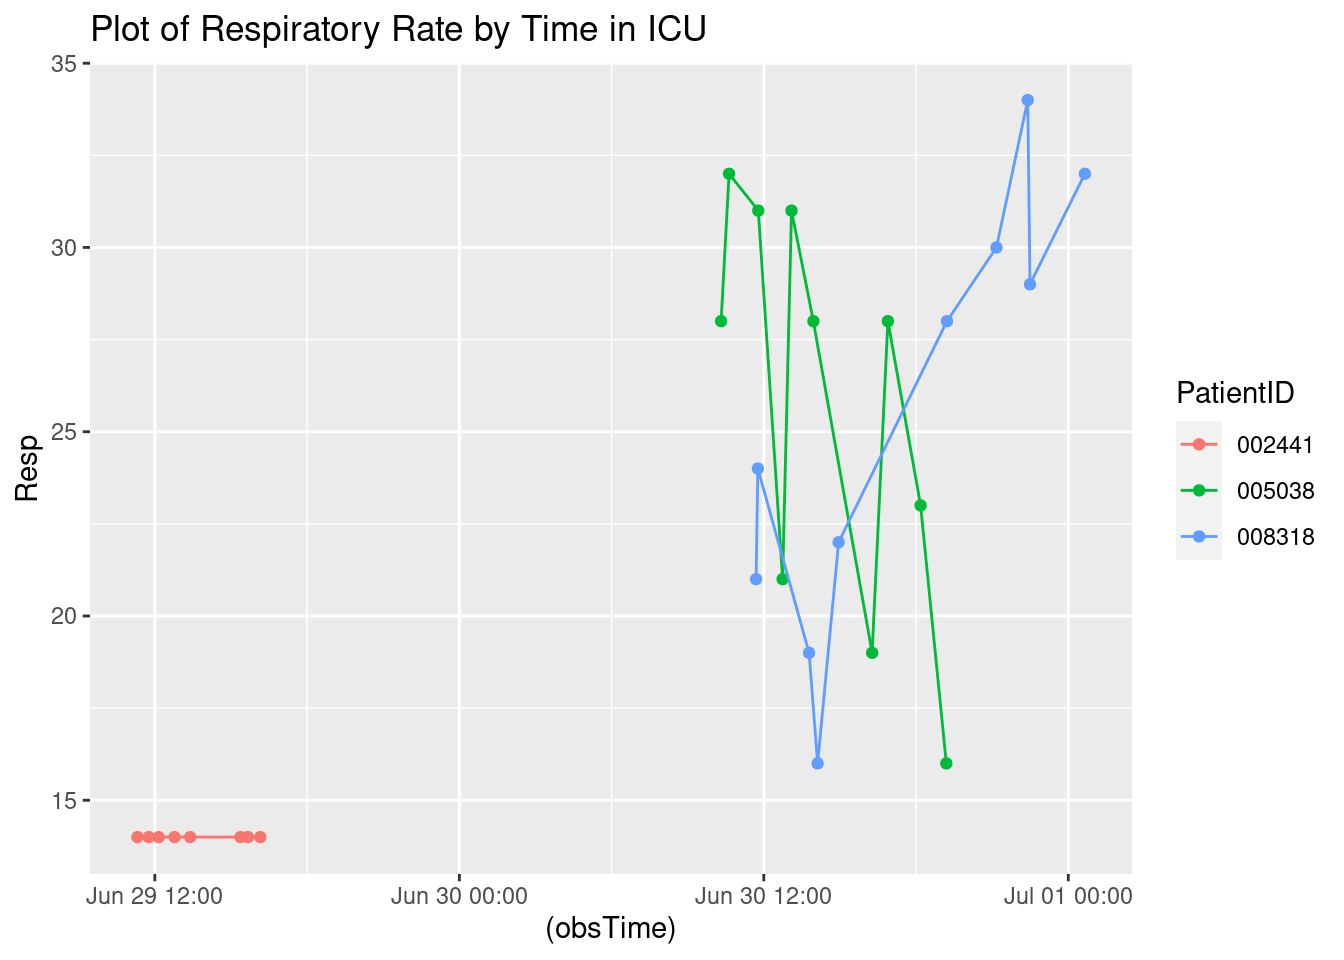 Plot of Respiratory Rate by Time in ICU
35
30
25
20
15
Resp
Jun 29 12:00
Jun 30 00:00
Jun 30 12:00
Jul 01 00:00
(obsTime)
PatientID
002441
005038
008318